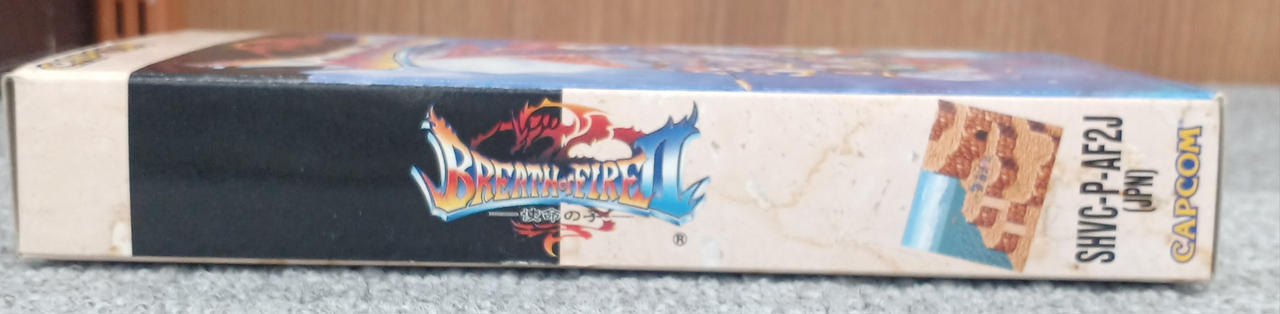 BREATH of FIRE II
使命の子
®
SHVC-P-AF2J
(JPN)
CAPCOM